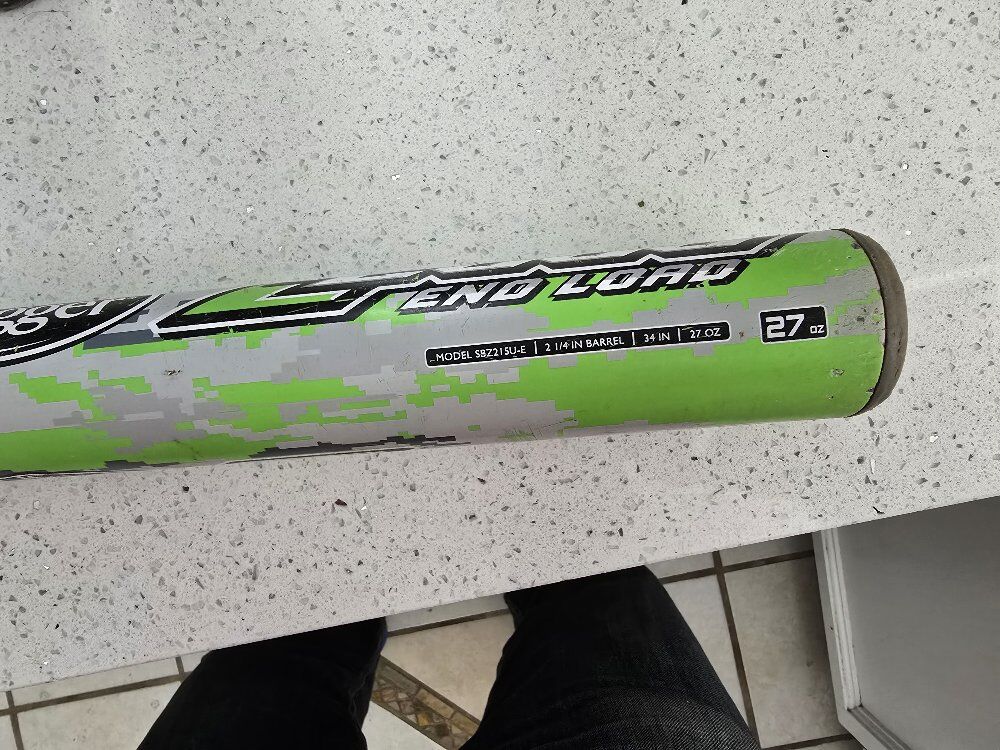 END LOAD
MODEL SBZ215U-E | 2 1/4 IN BARREL | 34 IN | 27 OZ
27 OZ